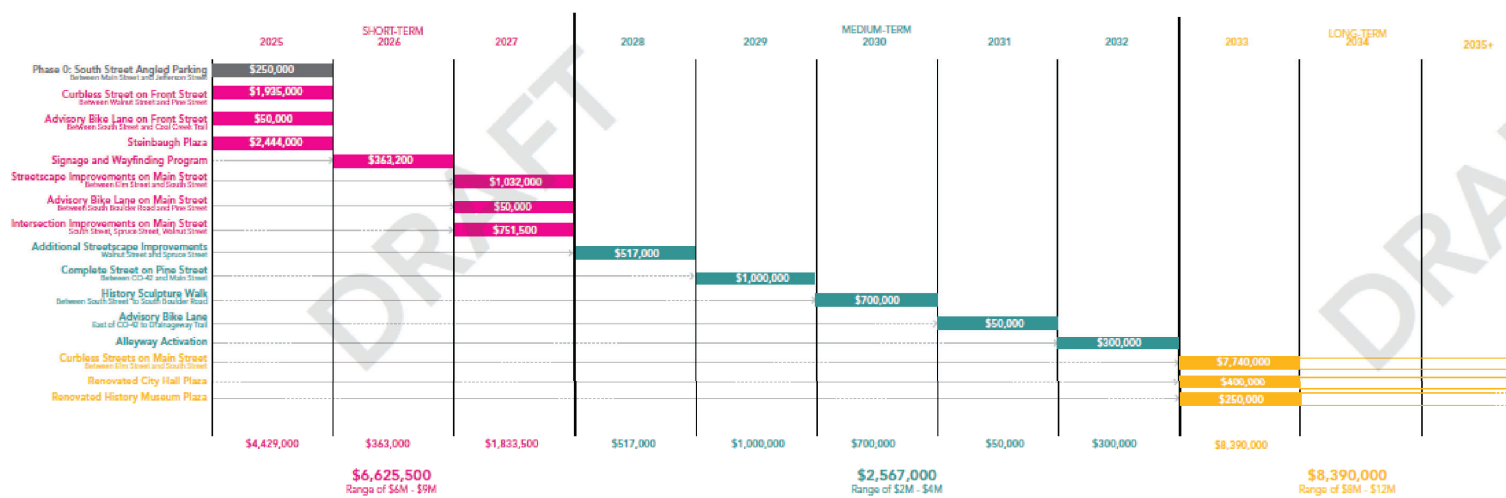 SHORT-TERM
MEDIUM-TERM
LONG-TERM
2025 2026 2027 2028 2029 2030 2031 2032 2033 2034 2035+
Phase 0: South Street Angled Parking $250,000
Between Main Street and Jefferson Street
Curbless Street on Front Street $1,935,000
Between Walnut Street and Pine Street
Advisory Bike Lane on Front Street $50,000
Between South Street and Coal Creek Trail
Steinbaugh Plaza $2,444,000
Signage and Wayfinding Program $363,200
Streetscape Improvements on Main Street $1,032,000
Between Elm Street and South Street
Advisory Bike Lane on Main Street $50,000
Between South Boulder Road and Pine Street
Intersection Improvements on Main Street $751,500
South Street, Spruce Street, Walnut Street
Additional Streetscape Improvements $517,000
Walnut Street and Spruce Street
Complete Street on Pine Street $1,000,000
Between CO-42 and Main Street
History Sculpture Walk $700,000
Between South Street To South Boulder Road
Advisory Bike Lane $50,000
East of CO-42 to Drainageway Trail
Alleyway Activation $300,000
Curbless Streets on Main Street $7,740,000
Between Elm Street and South Street
Renovated City Hall Plaza $400,000
Renovated History Museum Plaza $250,000
$4,429,000 $363,000 $1,833,500 $517,000 $1,000,000 $700,000 $50,000 $300,000 $8,390,000
$6,625,500 $2,567,000 $8,390,000
Range of $6M - $9M Range of $2M - $4M Range of $8M - $12M
DRAFT